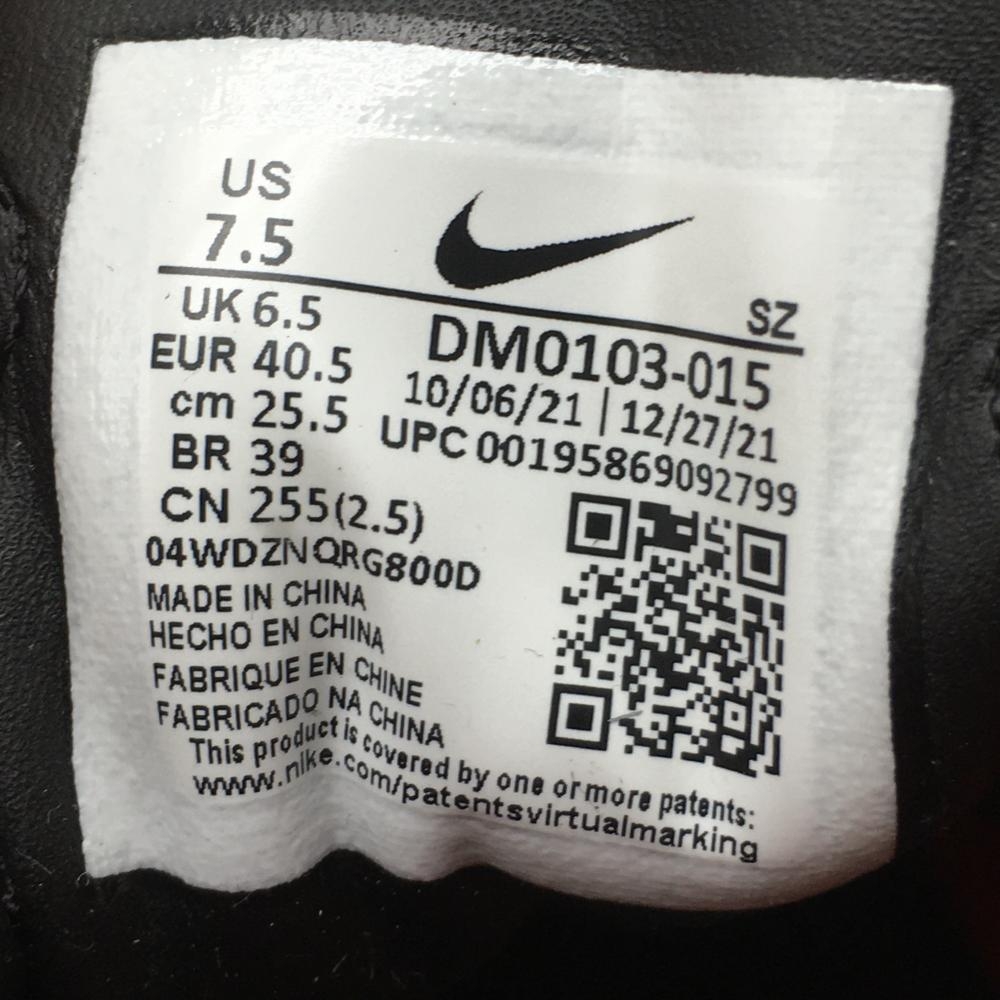 US
7.5
SZ
UK 6.5
EUR 40.5
cm 25.5
BR 39
CN 255(2.5)
DM0103-015
10/06/21 | 12/27/21
UPC 00195869092799
04WDZNQRG800D
MADE IN CHINA
HECHO EN CHINA
FABRIQUE EN CHINE
FABRICADO NA CHINA
This product is covered by one or more patents:
www.nike.com/patentsvirtualmarking